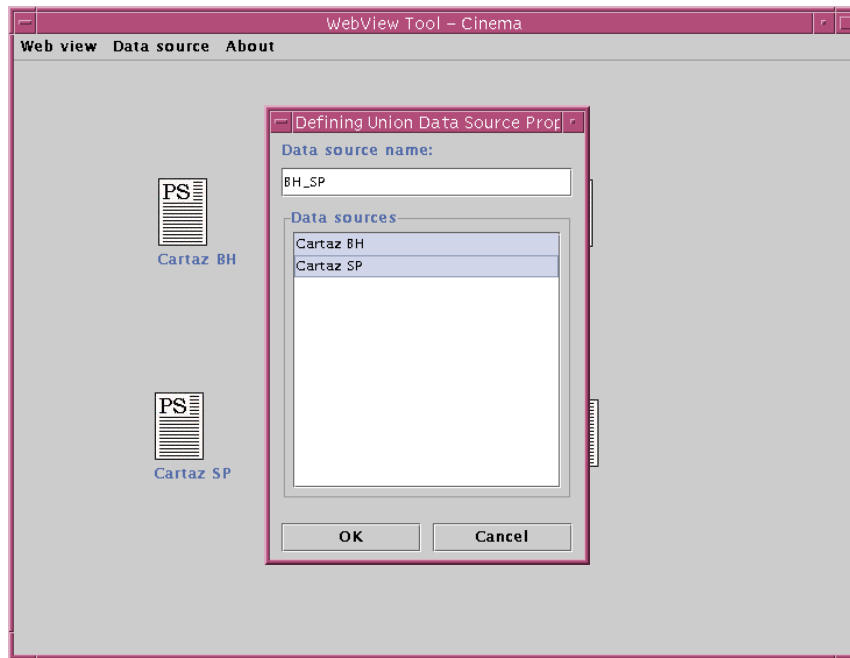 WebView Tool – Cinema
Web view Data source About
Defining Union Data Source Prop
Data source name:
BH_SP
Data sources
Cartaz BH
Cartaz SP
PS
Cartaz BH
PS
Cartaz SP
OK Cancel